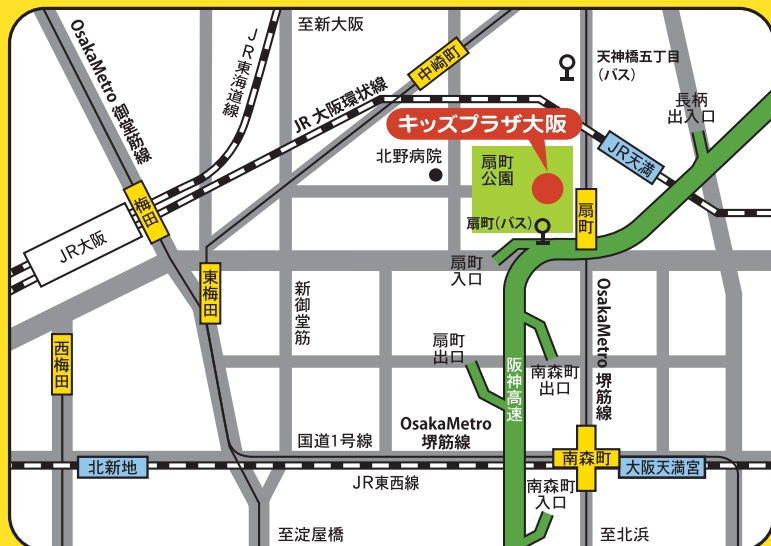 至新大阪
OsakaMetro 御堂筋線
JR東海道線
JR 大阪環状線
中崎町
天神橋五丁目
(バス)
長柄
出入口
キッズプラザ大阪
北野病院
扇町
公園
JR天満
梅田
JR大阪
扇町(バス)
扇町
扇町
入口
東梅田
新御堂筋
OsakaMetro 堺筋線
西梅田
扇町
出口
阪神高速
南森町
出口
OsakaMetro
堺筋線
国道1号線
北新地
JR東西線
南森町
大阪天満宮
南森町
入口
至淀屋橋
至北浜